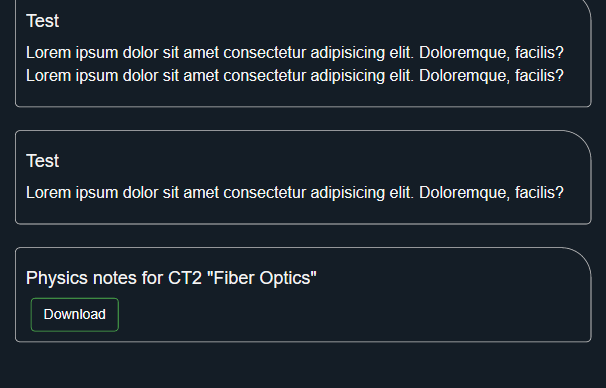 Test
Lorem ipsum dolor sit amet consectetur adipisicing elit. Doloremque, facilis?
Lorem ipsum dolor sit amet consectetur adipisicing elit. Doloremque, facilis?
Test
Lorem ipsum dolor sit amet consectetur adipisicing elit. Doloremque, facilis?
Physics notes for CT2 "Fiber Optics"
Download